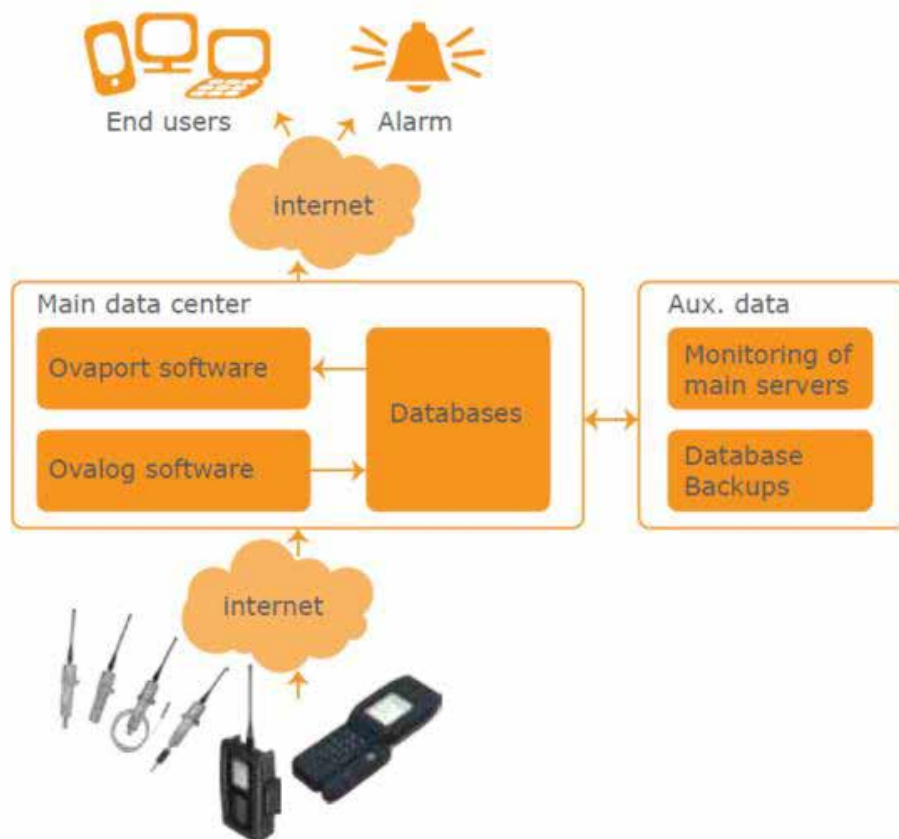 End users
Alarm
internet
Main data center
Aux. data
Ovaport software
Databases
Monitoring of
main servers
Ovalog software
Database
Backups
internet